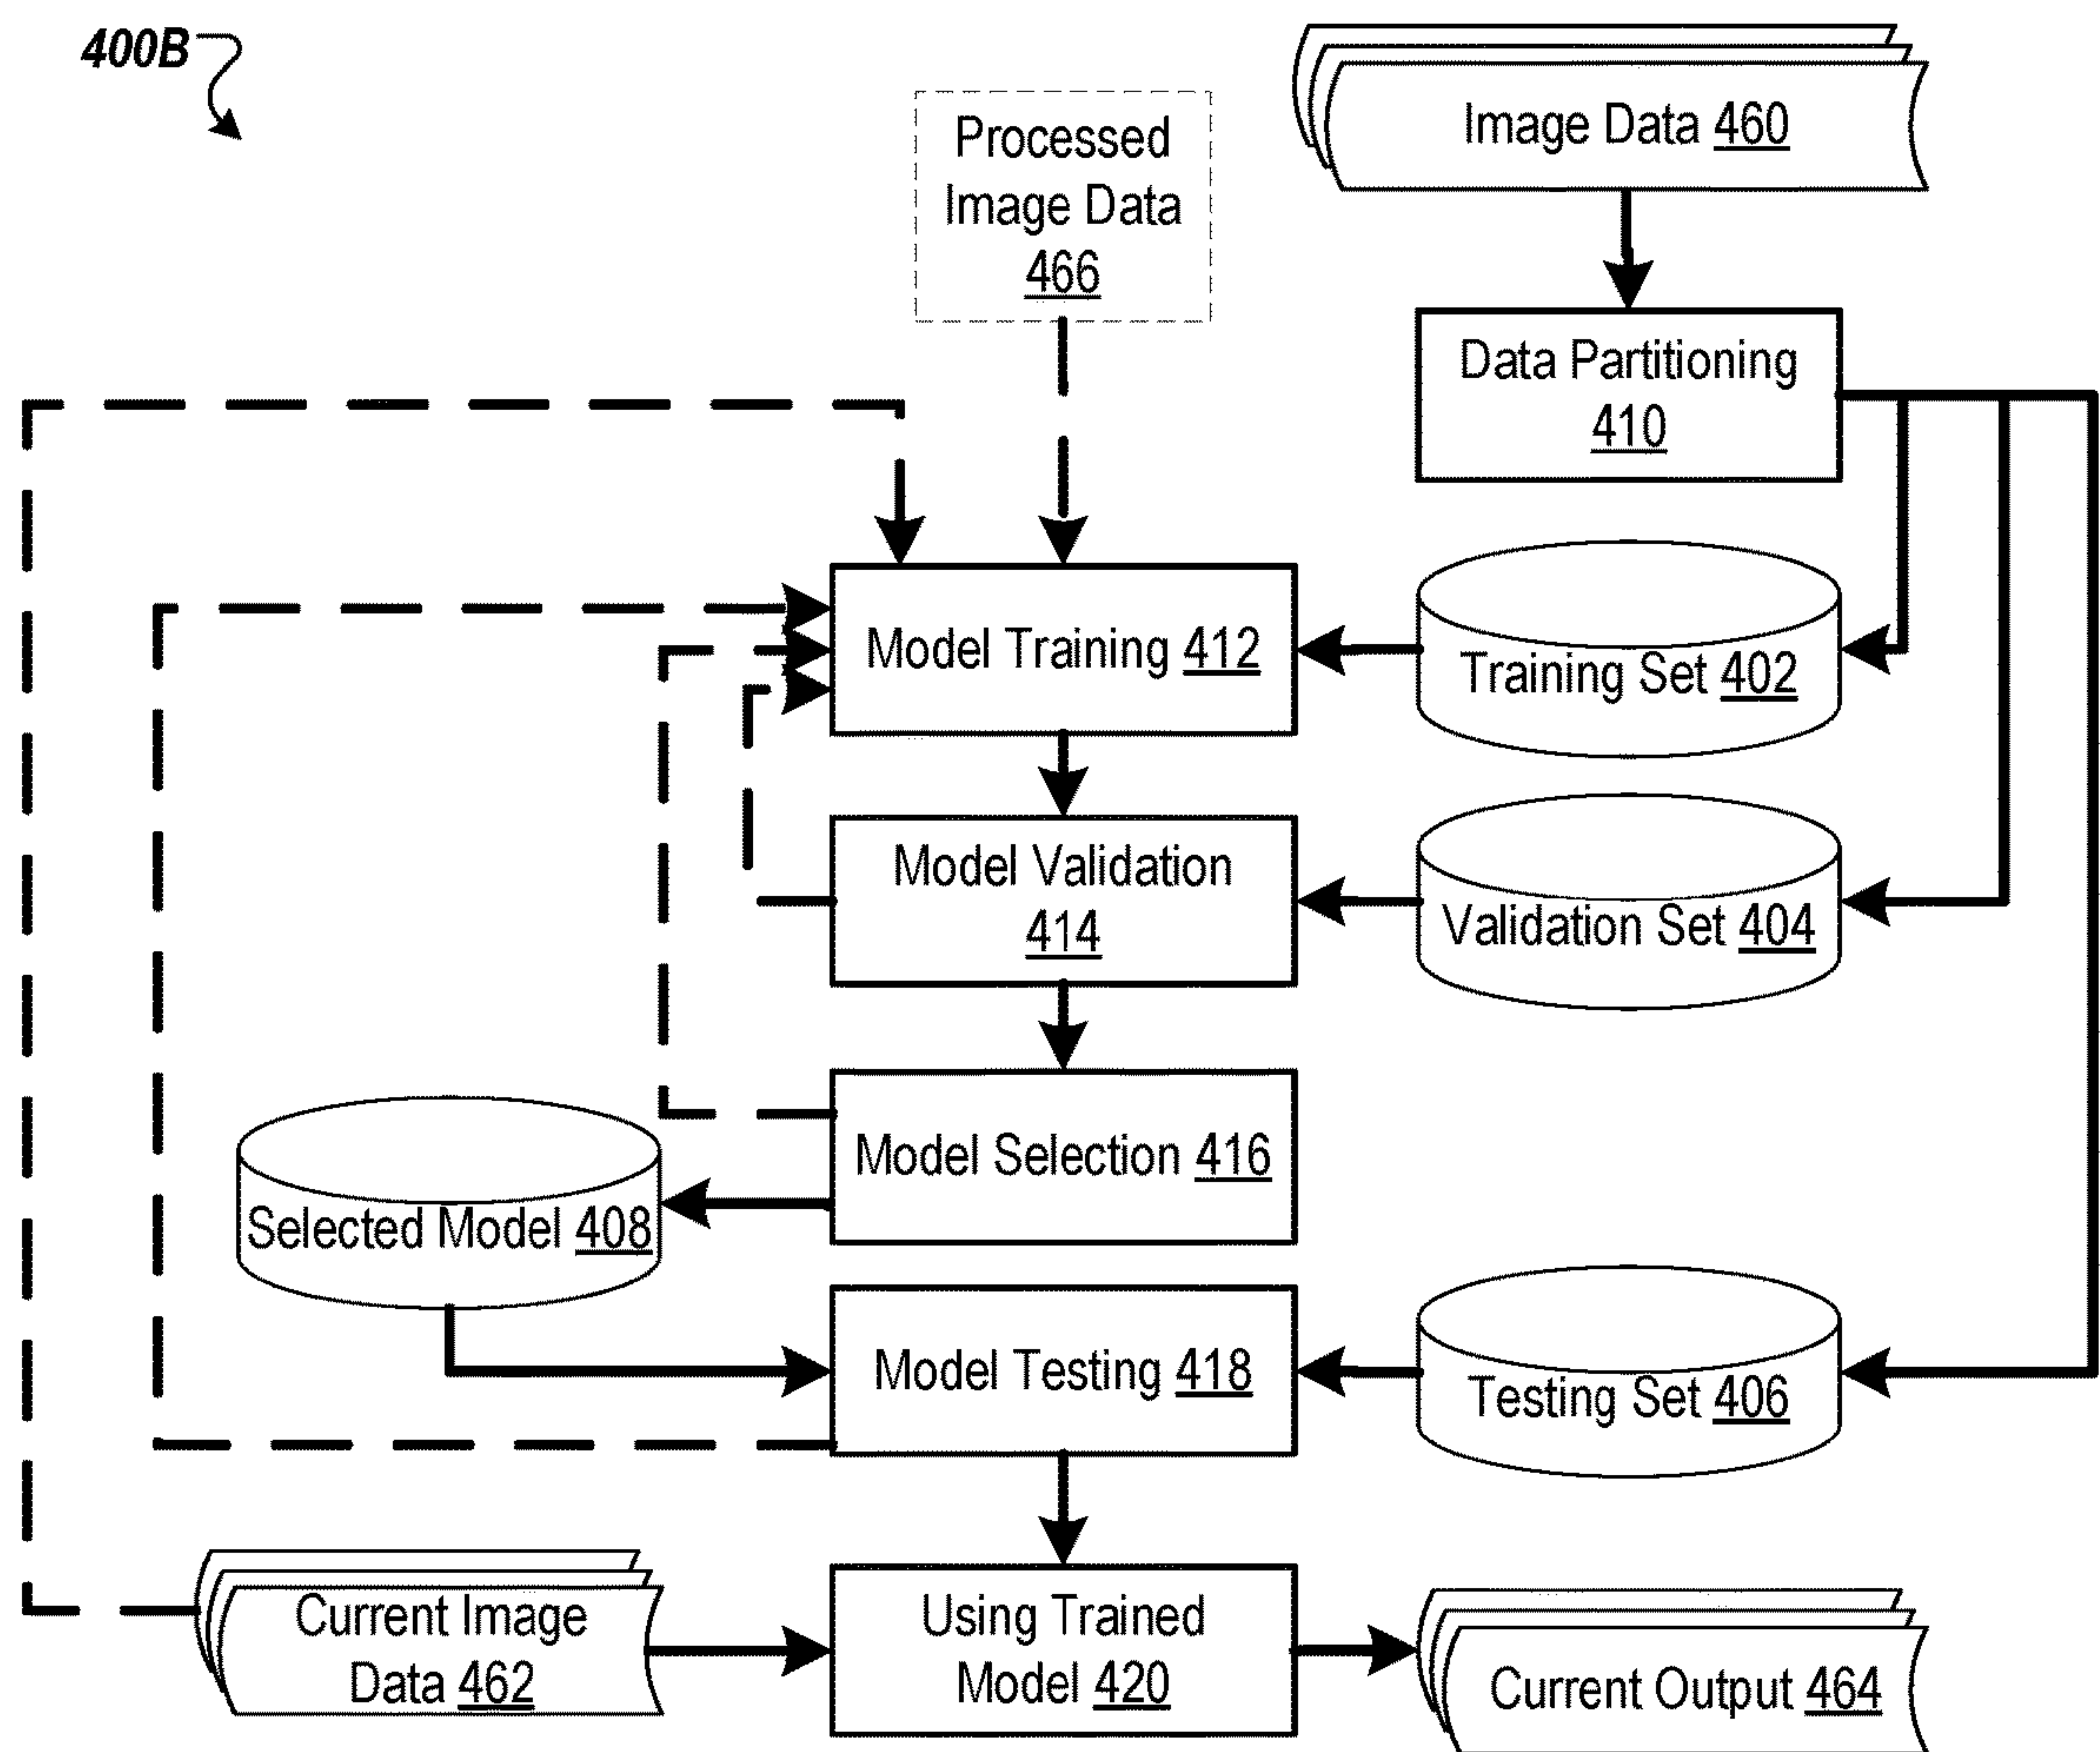 400B
Processed
Image Data
466
Image Data 460
Data Partitioning
410
Model Training 412
Training Set 402
Model Validation
414
Validation Set 404
Model Selection 416
Selected Model 408
Model Testing 418
Testing Set 406
Current Image
Data 462
Using Trained
Model 420
Current Output 464